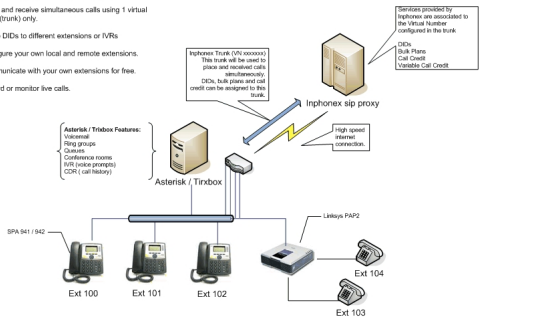 and receive simultaneous calls using 1 virtual
(trunk) only.
DIDs to different extensions or IVRs
gure your own local and remote extensions.
municate with your own extensions for free.
d or monitor live calls.
Services provided by
Inphonex are associated to
the Virtual Number
configured in the trunk
DIDs
Bulk Plans
Call Credit
Variable Call Credit
Inphonex Trunk (VN xxxxxxx)
This trunk will be used to
place and received calls
simultaneously.
DIDs, bulk plans and call
credit can be assigned to this
trunk.
Inphonex sip proxy
High speed
internet
connection.
Asterisk / Trixbox Features:
Voicemail
Ring groups
Queues
Conference rooms
IVR (voice prompts)
CDR ( call history)
Asterisk / Tirxbox
SPA 941 / 942
Linksys PAP2
Ext 100
Ext 101
Ext 102
Ext 104
Ext 103